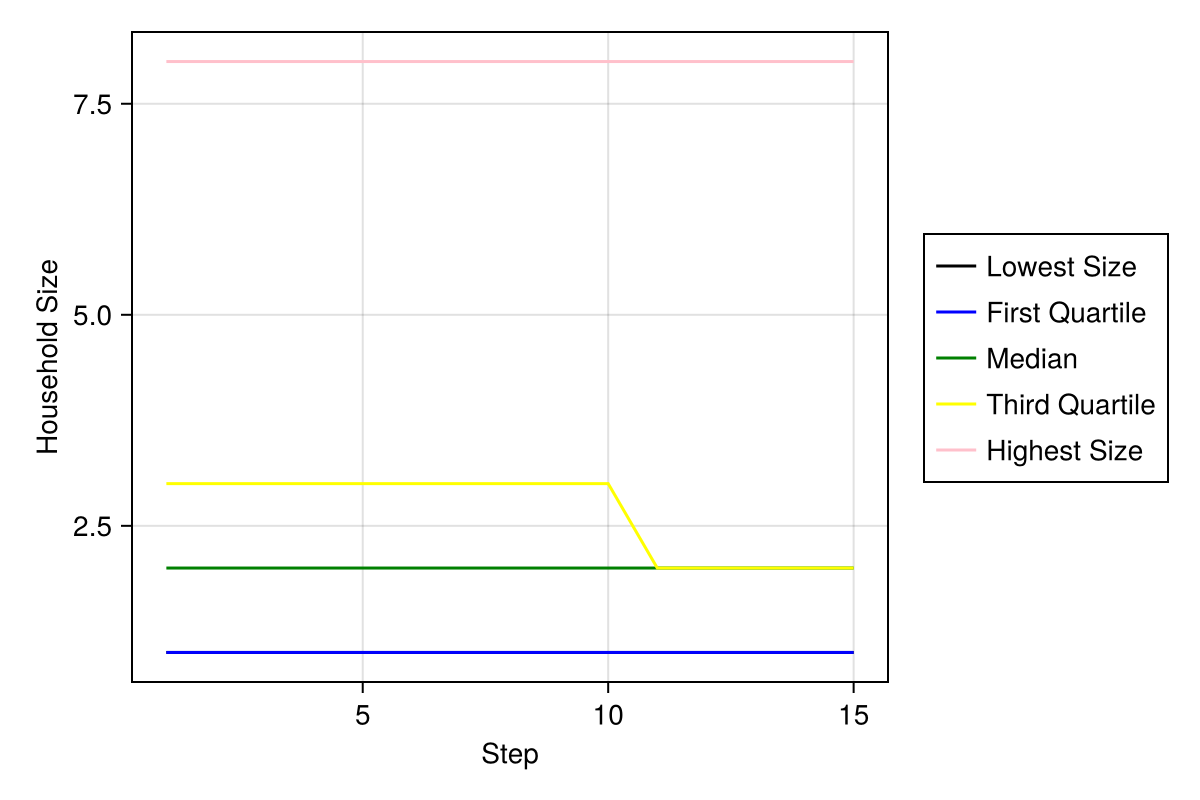 7.5
5.0
2.5
Household Size
5
10
15
Step
Lowest Size
First Quartile
Median
Third Quartile
Highest Size